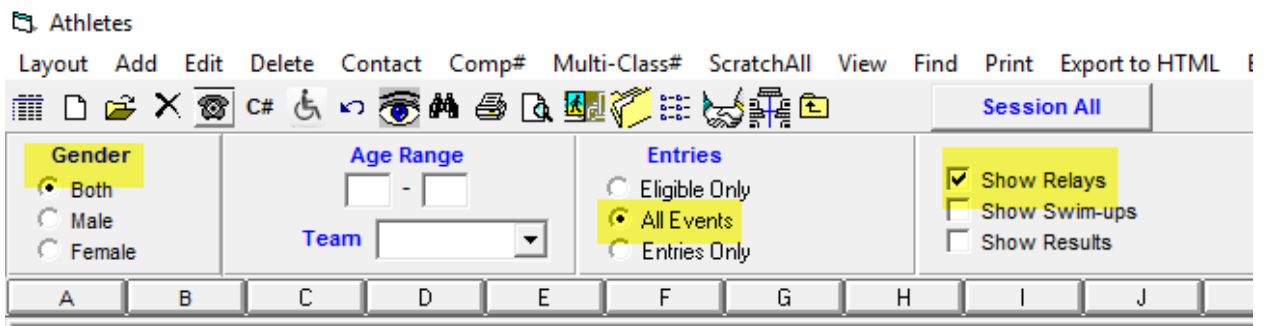 Athletes
Layout Add Edit Delete Contact Comp# Multi-Class# ScratchAll View Find Print Export to HTML
C# Session All
Gender Age Range Entries
Both - Eligible Only Show Relays
Male All Events Show Swim-ups
Female Team Entries Only Show Results
A B C D E F G H I J